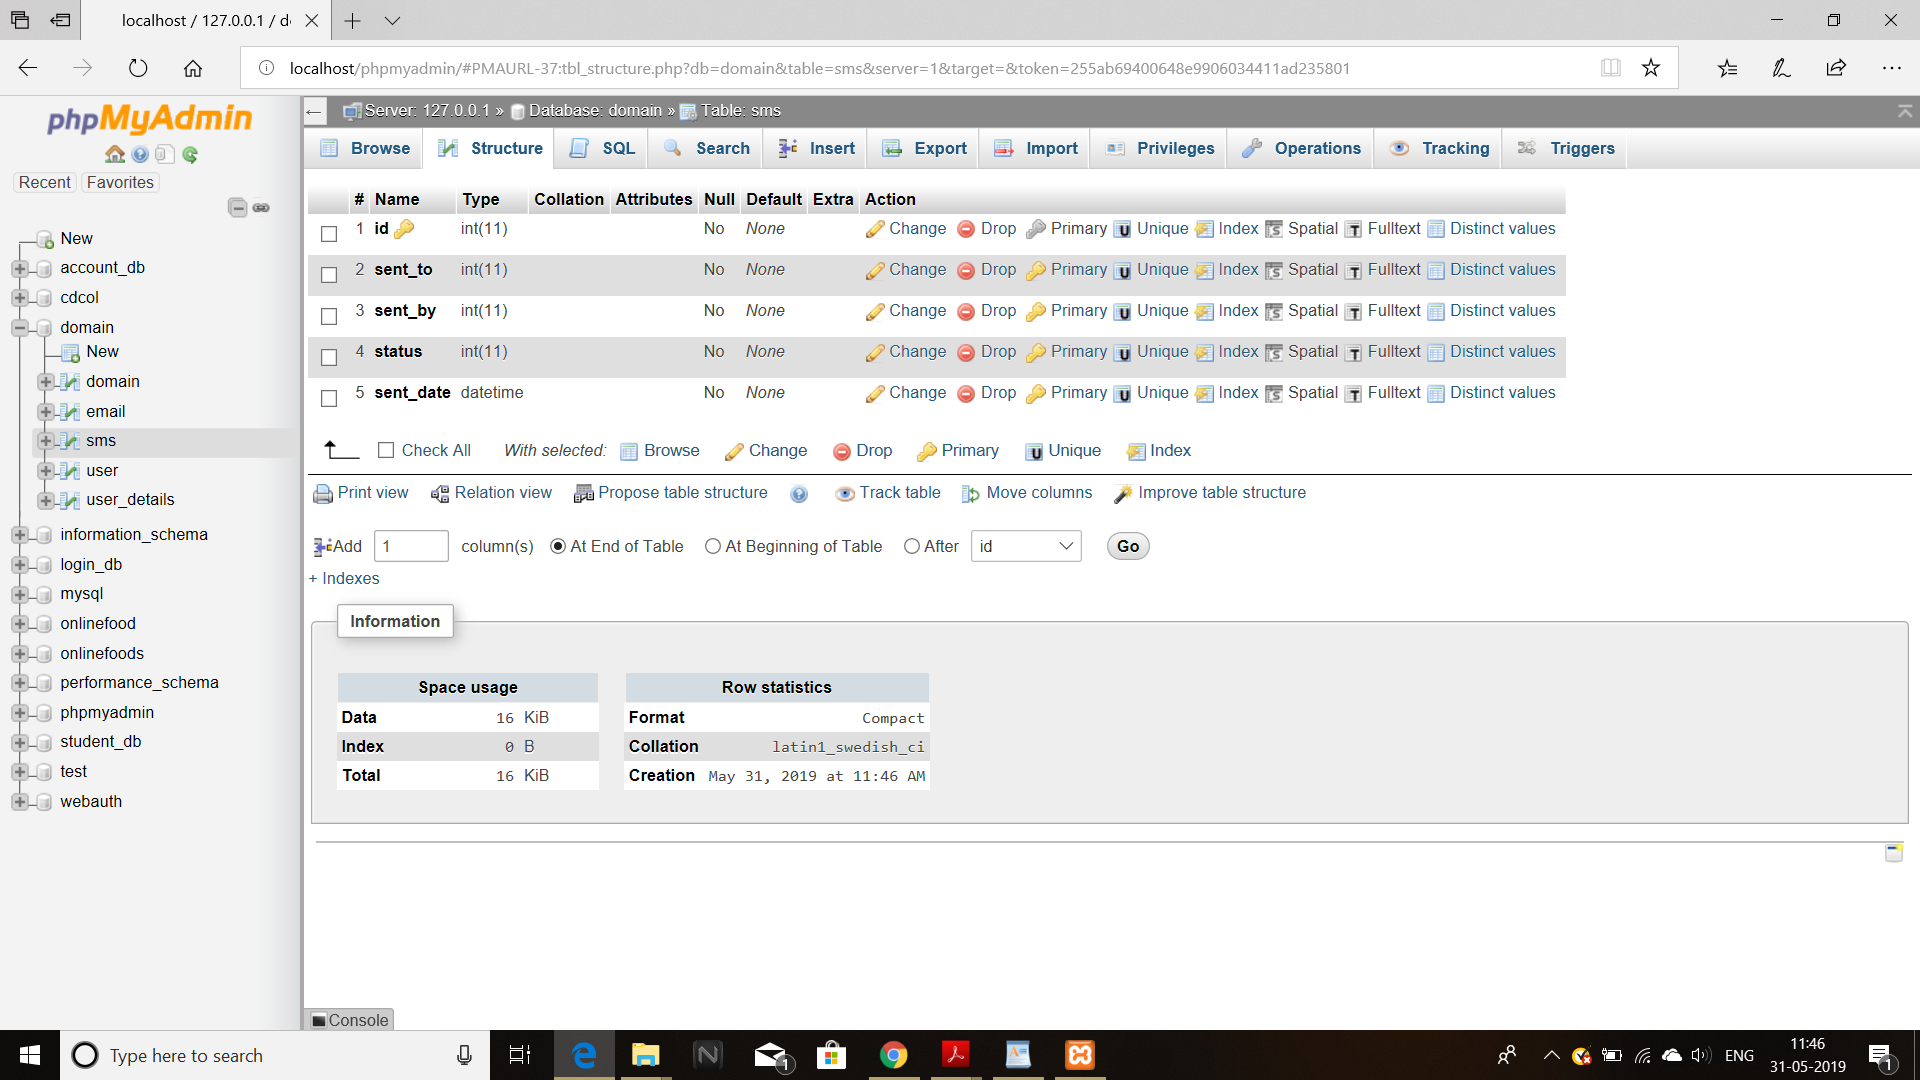 localhost / 127.0.0.1 / d
localhost/phpmyadmin/#PMAURL-37:tbl_structure.php?db=domain&table=sms&server=1&target=&token=255ab69400648e9906034411ad235801
phpMyAdmin
Recent Favorites
New
account_db
cdcol
domain
New
domain
email
sms
user
user_details
information_schema
login_db
mysql
onlinefood
onlinefoods
performance_schema
phpmyadmin
student_db
test
webauth
Server: 127.0.0.1 » Database: domain » Table: sms
Browse Structure SQL Search Insert Export Import Privileges Operations Tracking Triggers
# Name Type Collation Attributes Null Default Extra Action
1 id int(11) No None Change Drop Primary Unique Index Spatial Fulltext Distinct values
2 sent_to int(11) No None Change Drop Primary Unique Index Spatial Fulltext Distinct values
3 sent_by int(11) No None Change Drop Primary Unique Index Spatial Fulltext Distinct values
4 status int(11) No None Change Drop Primary Unique Index Spatial Fulltext Distinct values
5 sent_date datetime No None Change Drop Primary Unique Index Spatial Fulltext Distinct values
Check All With selected: Browse Change Drop Primary Unique Index
Print view Relation view Propose table structure Track table Move columns Improve table structure
Add 1 column(s) At End of Table At Beginning of Table After id Go
+ Indexes
Information
Space usage
Data 16 KiB
Index 0 B
Total 16 KiB
Row statistics
Format Compact
Collation latin1_swedish_ci
Creation May 31, 2019 at 11:46 AM
Console
Type here to search
1
ENG
11:46
31-05-2019
1